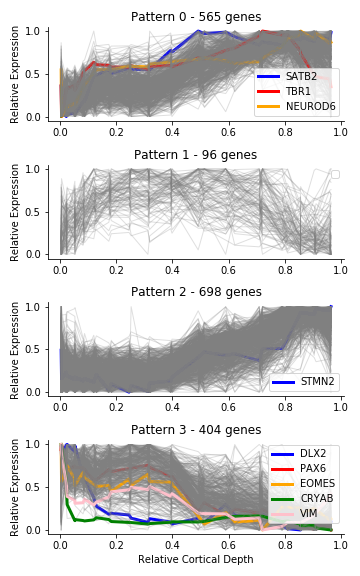 Pattern 0 - 565 genes
Relative Expression
1.0
0.5
0.0
SATB2
TBR1
NEUROD6
0.0 0.2 0.4 0.6 0.8 1.0
Pattern 1 - 96 genes
Relative Expression
1.0
0.5
0.0
0.0 0.2 0.4 0.6 0.8 1.0
Pattern 2 - 698 genes
Relative Expression
1.0
0.5
0.0
STMN2
0.0 0.2 0.4 0.6 0.8 1.0
Pattern 3 - 404 genes
Relative Expression
1.0
0.5
0.0
DLX2
PAX6
EOMES
CRYAB
VIM
0.0 0.2 0.4 0.6 0.8 1.0
Relative Cortical Depth